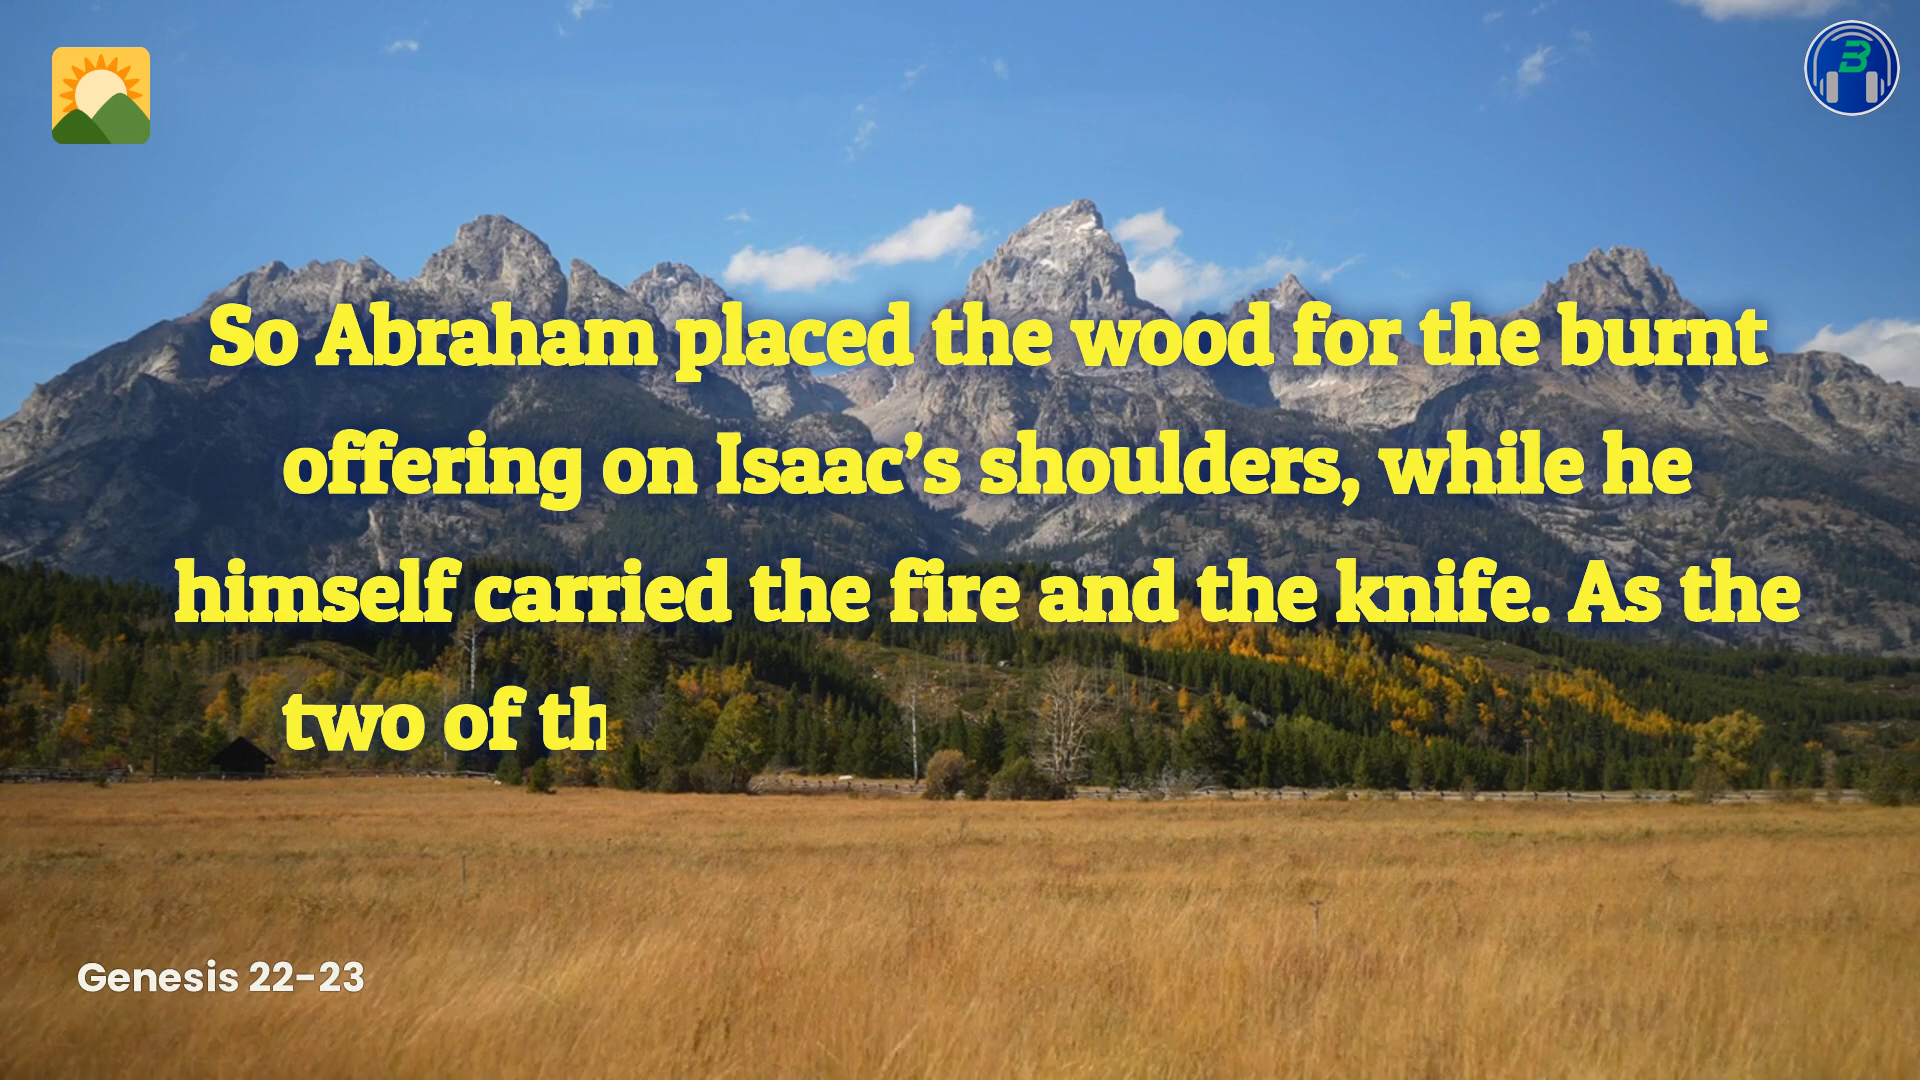 So Abraham placed the wood for the burnt
offering on Isaac’s shoulders, while he
himself carried the fire and the knife. As the
two of th
Genesis 22-23
B